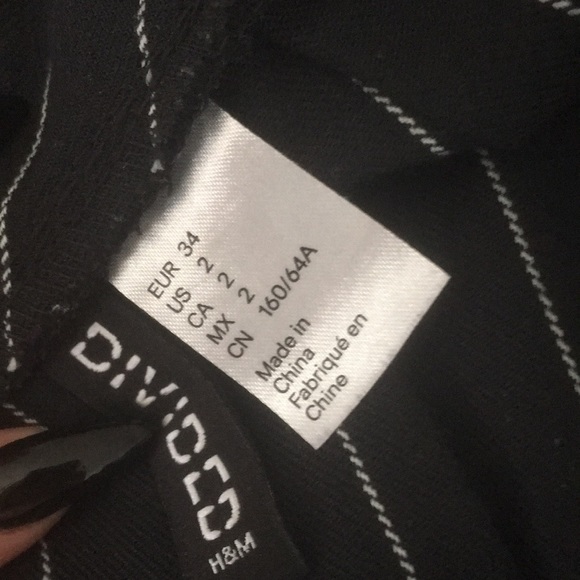 EUR 34
US 2
CA 2
MX 2
CN 160/64A
Made in
China
Fabriqué en
Chine
DIVIDED
H&M